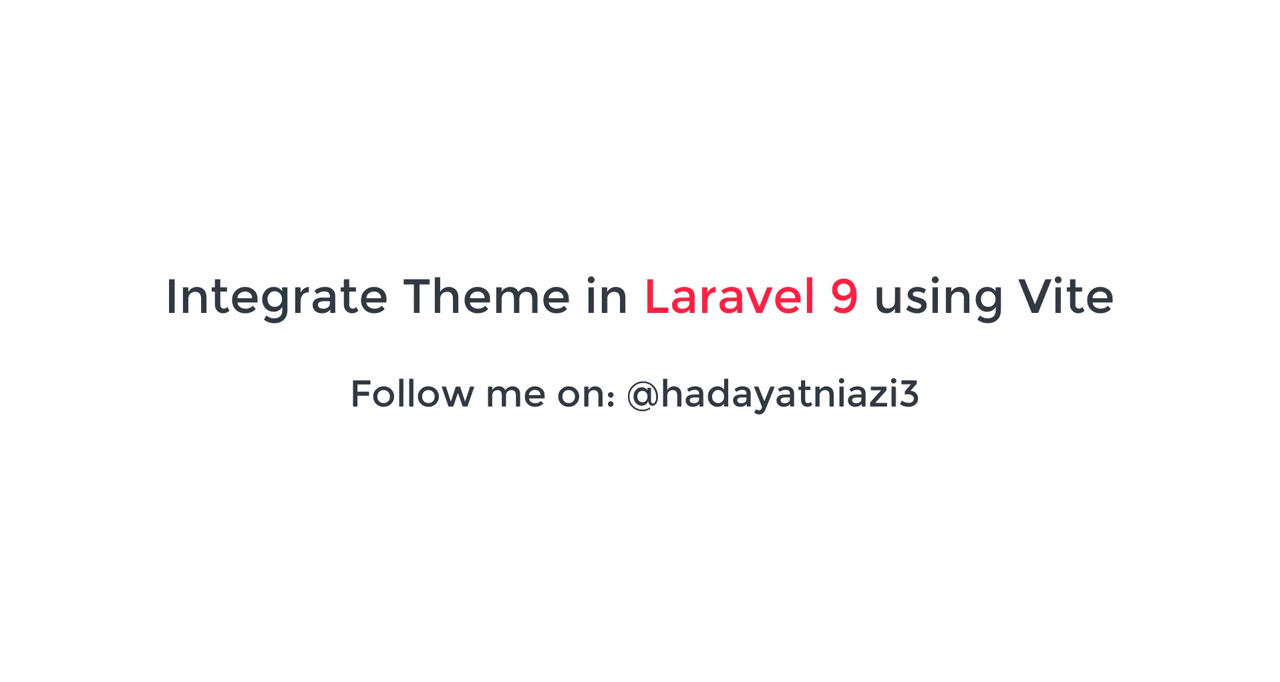 Integrate Theme in Laravel 9 using Vite
Follow me on: @hadayatniazi3